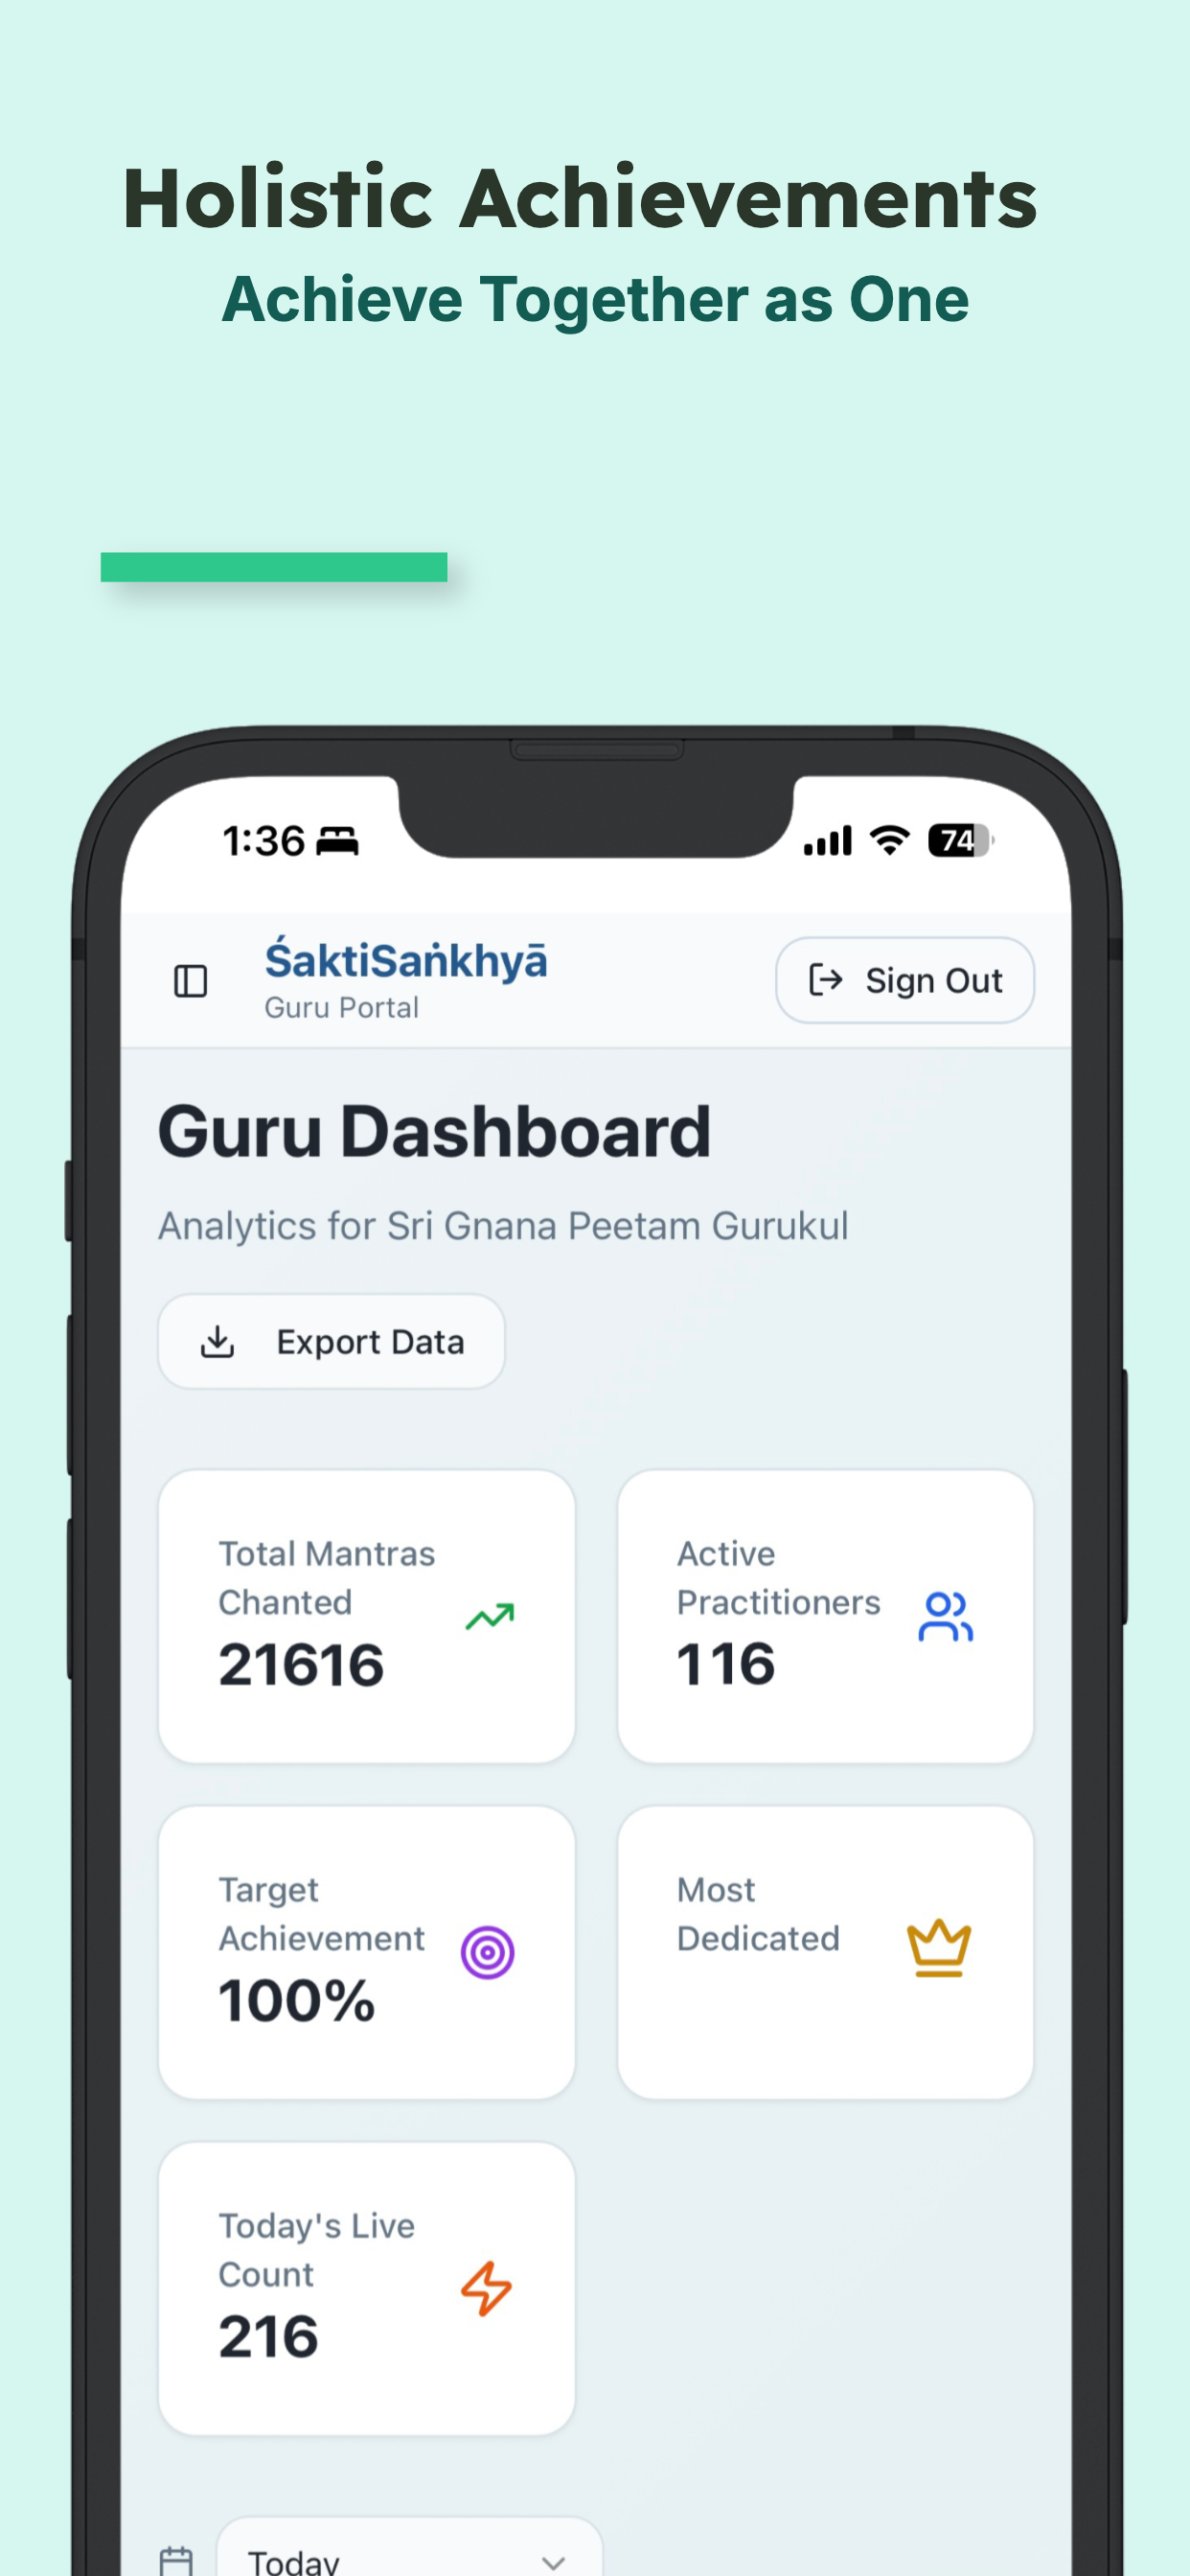 Holistic Achievements
Achieve Together as One
1:36
74
ŚaktiSaṅkhyā
Guru Portal
Sign Out
Guru Dashboard
Analytics for Sri Gnana Peetam Gurukul
Export Data
Total Mantras
Chanted
21616
Active
Practitioners
116
Target
Achievement
100%
Most
Dedicated
Today's Live
Count
216
Today